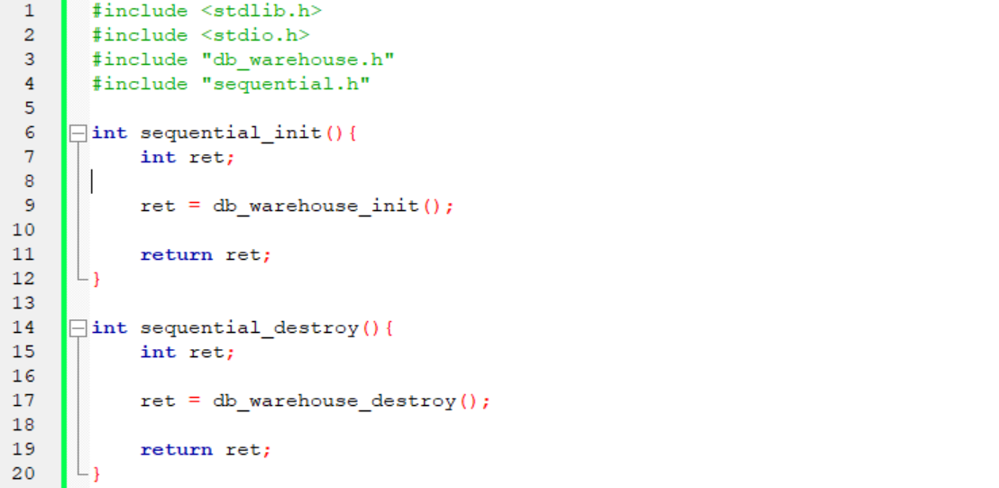 1 #include <stdlib.h>
2 #include <stdio.h>
3 #include "db_warehouse.h"
4 #include "sequential.h"
5
6 int sequential_init(){
7 int ret;
8
9 ret = db_warehouse_init();
10
11 return ret;
12 }
13
14 int sequential_destroy(){
15 int ret;
16
17 ret = db_warehouse_destroy();
18
19 return ret;
20 }